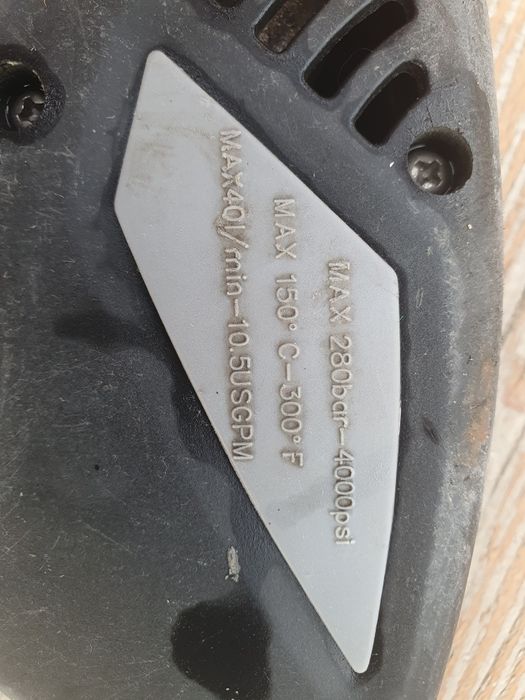 MAX 280bar-4000psi
MAX 150° C-300°F
MAX40l/min-10.5USGPM